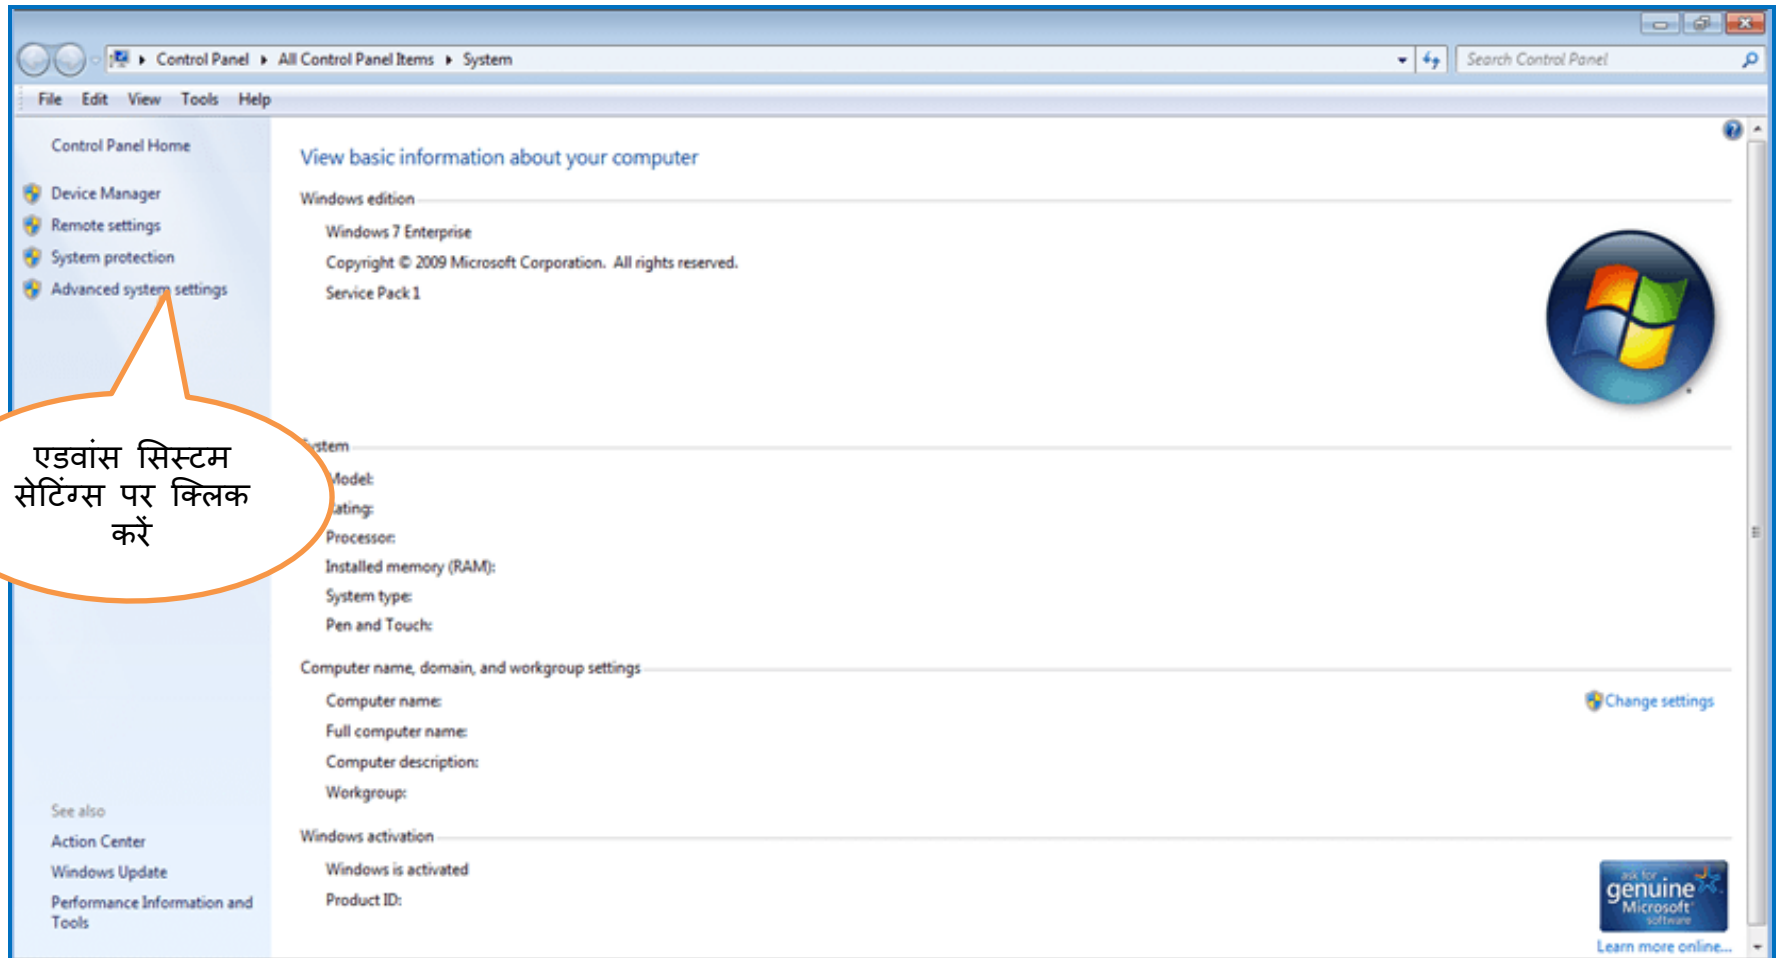 Control Panel
All Control Panel Items
System
Search Control Panel
File Edit View Tools Help
Control Panel Home
Device Manager
Remote settings
System protection
Advanced system settings
एडवांस सिस्टम
सेटिंग्स पर क्लिक
करें
See also
Action Center
Windows Update
Performance Information and
Tools
View basic information about your computer
Windows edition
Windows 7 Enterprise
Copyright © 2009 Microsoft Corporation. All rights reserved.
Service Pack 1
stem
Model:
ating:
Processor:
Installed memory (RAM):
System type:
Pen and Touch:
Computer name, domain, and workgroup settings
Computer name:
Change settings
Full computer name:
Computer description:
Workgroup:
Windows activation
Windows is activated
Product ID:
ask for
genuine
Microsoft
software
Learn more online...